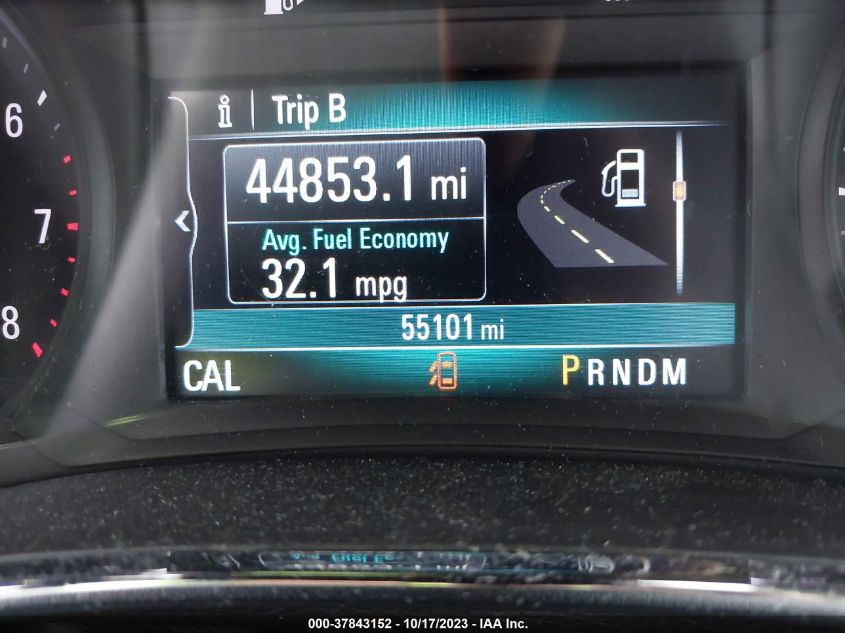 Trip B
44853.1 mi
Avg. Fuel Economy
32.1 mpg
55101 mi
CAL
PRNDM
6
7
8
000-37843152 - 10/17/2023 - IAA Inc.